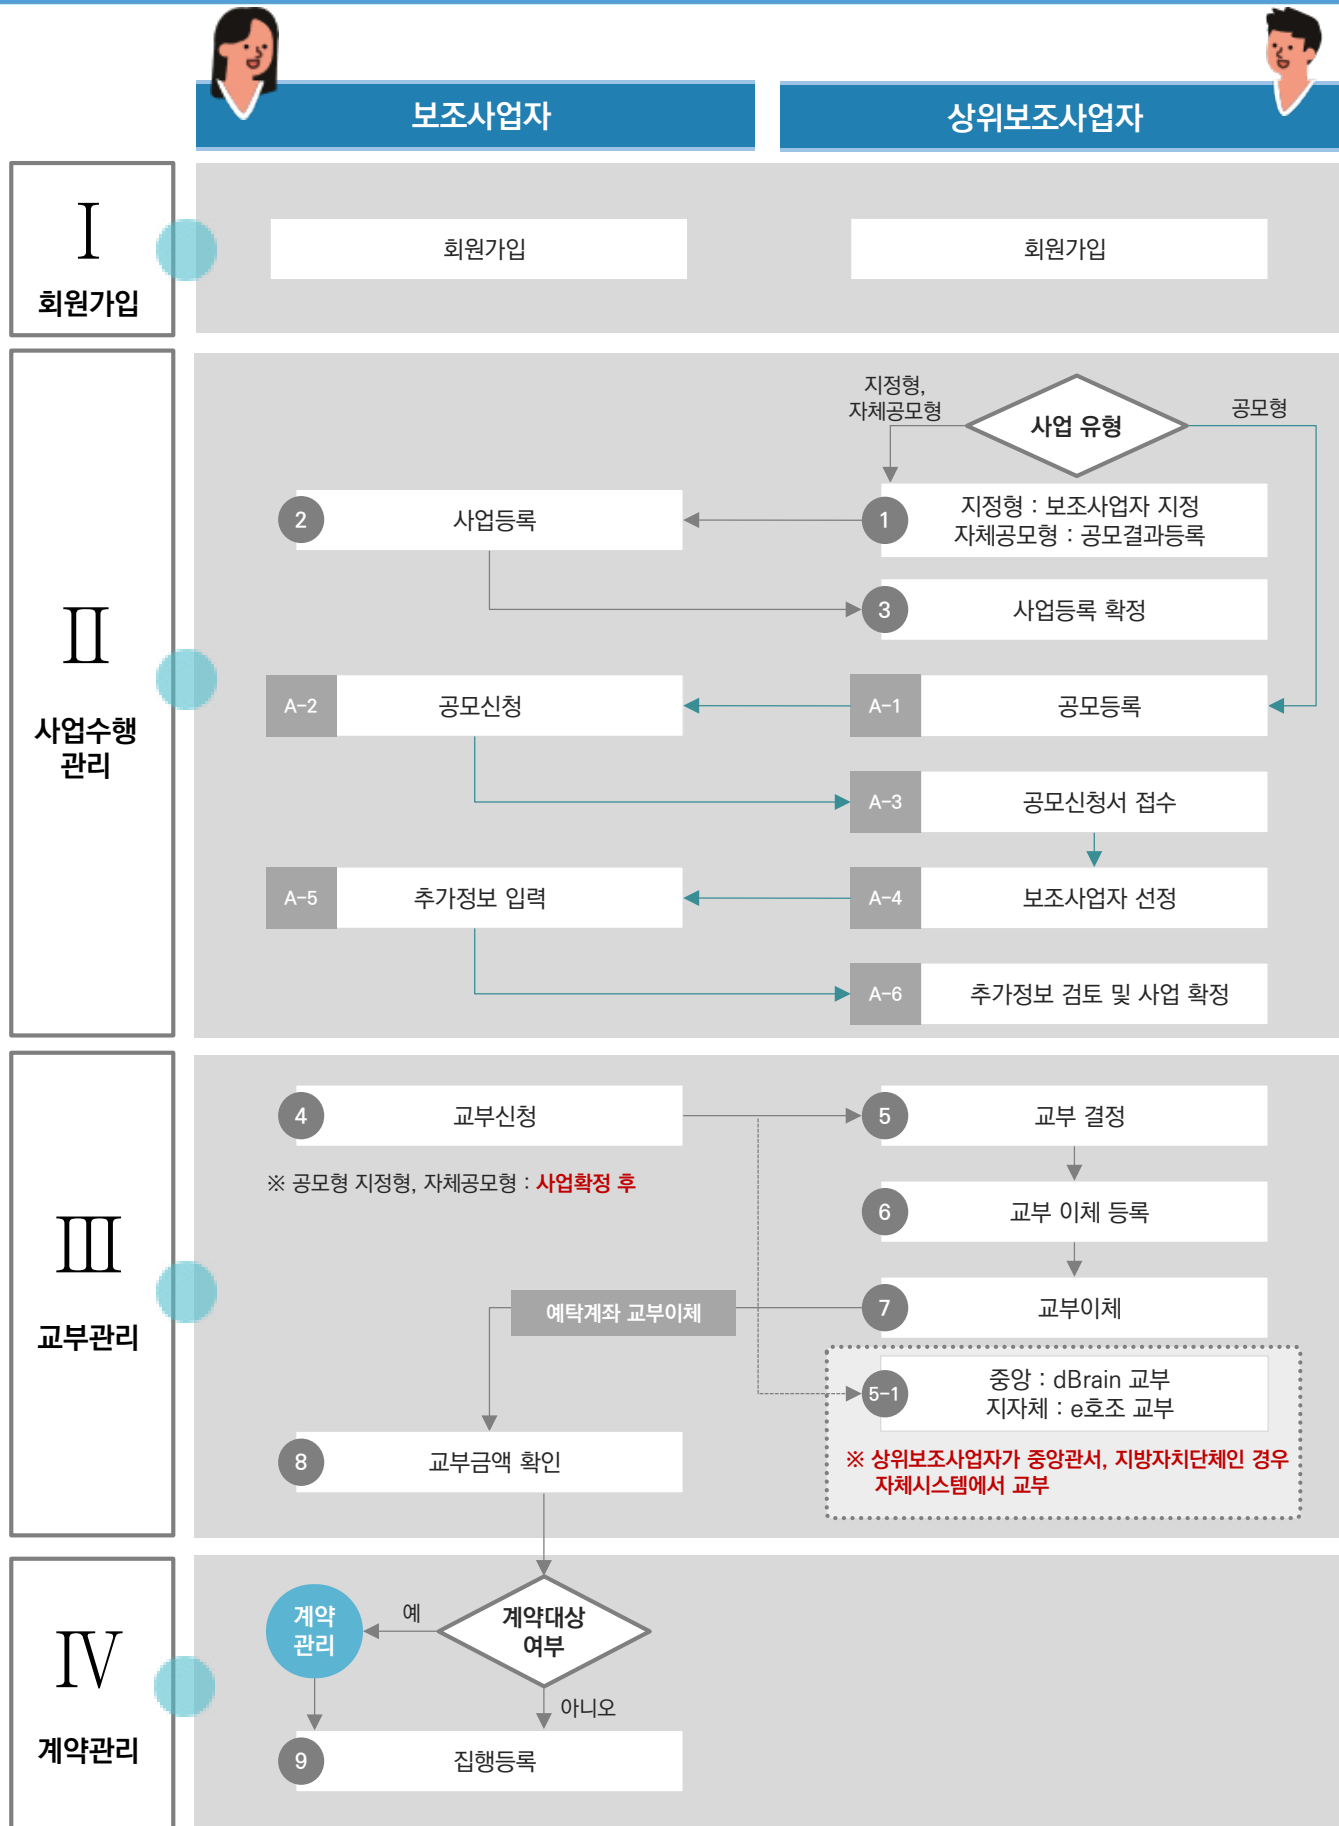 보조사업자
상위보조사업자
Ⅰ
회원가입
회원가입
회원가입
Ⅱ
사업수행
관리
지정형,
자체공모형
사업 유형
공모형
2
사업등록
1
지정형 : 보조사업자 지정
자체공모형 : 공모결과등록
3
사업등록 확정
A-2
공모신청
A-1
공모등록
A-3
공모신청서 접수
A-5
추가정보 입력
A-4
보조사업자 선정
A-6
추가정보 검토 및 사업 확정
Ⅲ
교부관리
4
교부신청
5
교부 결정
※ 공모형 지정형, 자체공모형 : 사업확정 후
6
교부 이체 등록
예탁계좌 교부이체
7
교부이체
5-1
중앙 : dBrain 교부
지자체 : e호조 교부
※ 상위보조사업자가 중앙관서, 지방자치단체인 경우
자체시스템에서 교부
8
교부금액 확인
Ⅳ
계약관리
계약
관리
예
계약대상
여부
아니오
9
집행등록